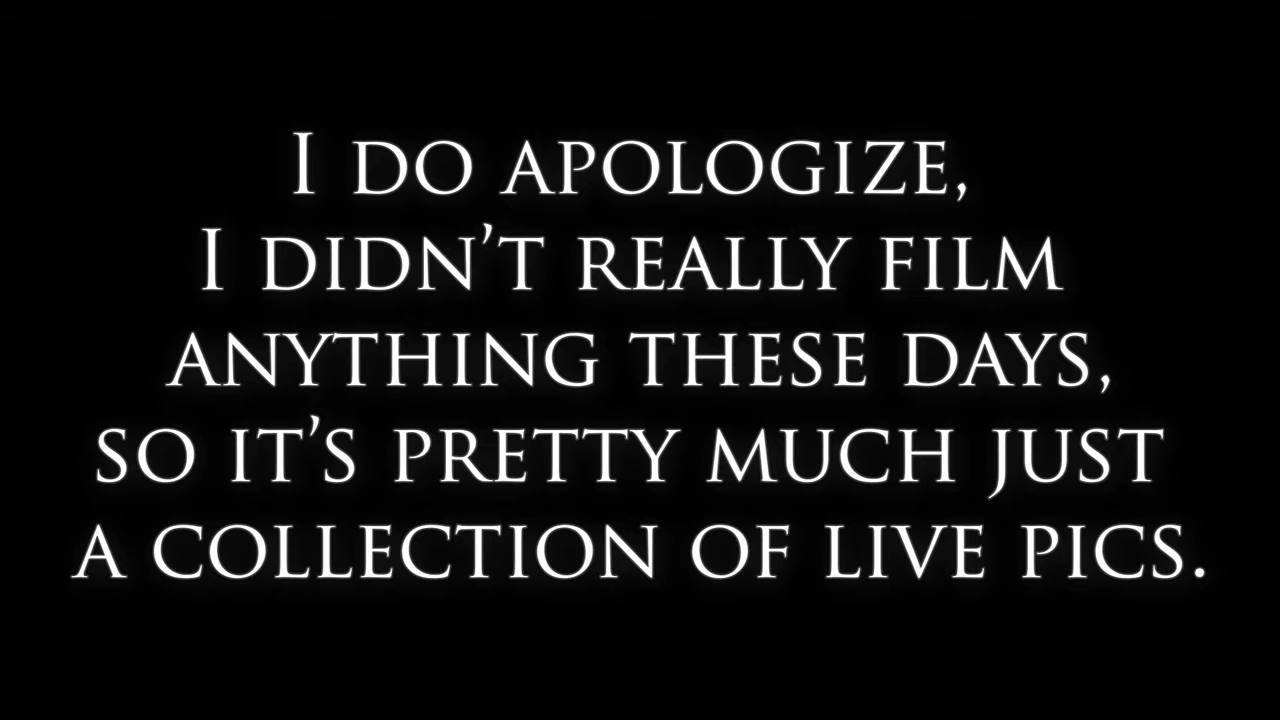 I DO APOLOGIZE,
I DIDN’T REALLY FILM
ANYTHING THESE DAYS,
SO IT’S PRETTY MUCH JUST
A COLLECTION OF LIVE PICS.